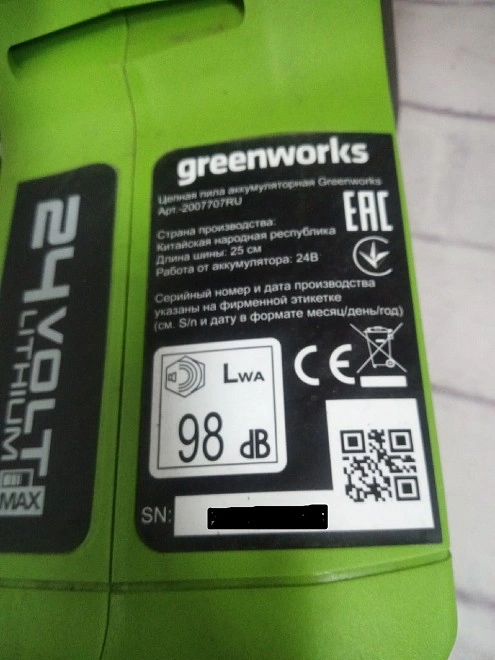 greenworks
Цепная пила аккумуляторная Greenworks
Арт.-2007707RU
EAC
Страна производства:
Китайская народная республика
Длина шины: 25 см
Работа от аккумулятора: 24В
Серийный номер и дата производства
указаны на фирменной этикетке
(см. S/n и дату в формате месяц/день/год)
LWA
98 dB
CE
SN:
24VOLT
LITHIUM
MAX